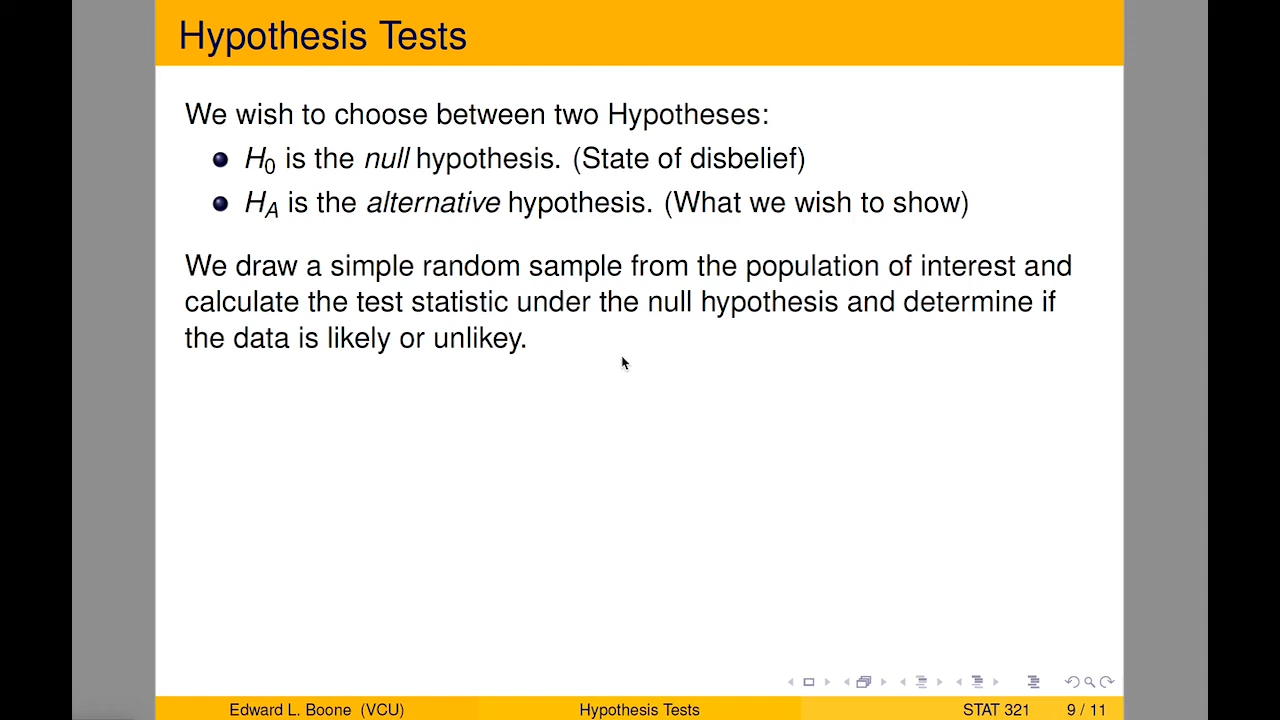 Hypothesis Tests
We wish to choose between two Hypotheses:
H0 is the null hypothesis. (State of disbelief)
HA is the alternative hypothesis. (What we wish to show)
We draw a simple random sample from the population of interest and
calculate the test statistic under the null hypothesis and determine if
the data is likely or unlikey.
Edward L. Boone (VCU) Hypothesis Tests STAT 321 9 / 11